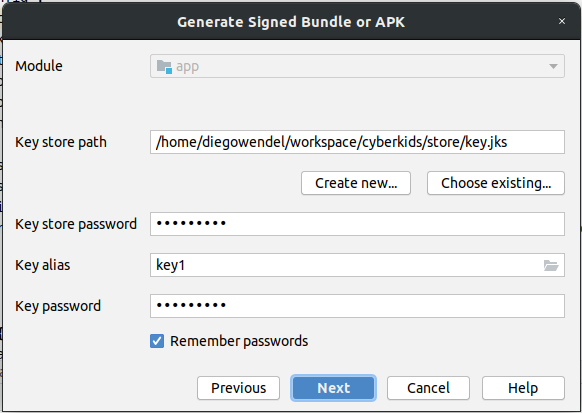 Generate Signed Bundle or APK
Module app
Key store path /home/diegowendel/workspace/cyberkids/store/key.jks
Create new... Choose existing...
Key store password •••••••••
Key alias key1
Key password •••••••••
Remember passwords
Previous Next Cancel Help